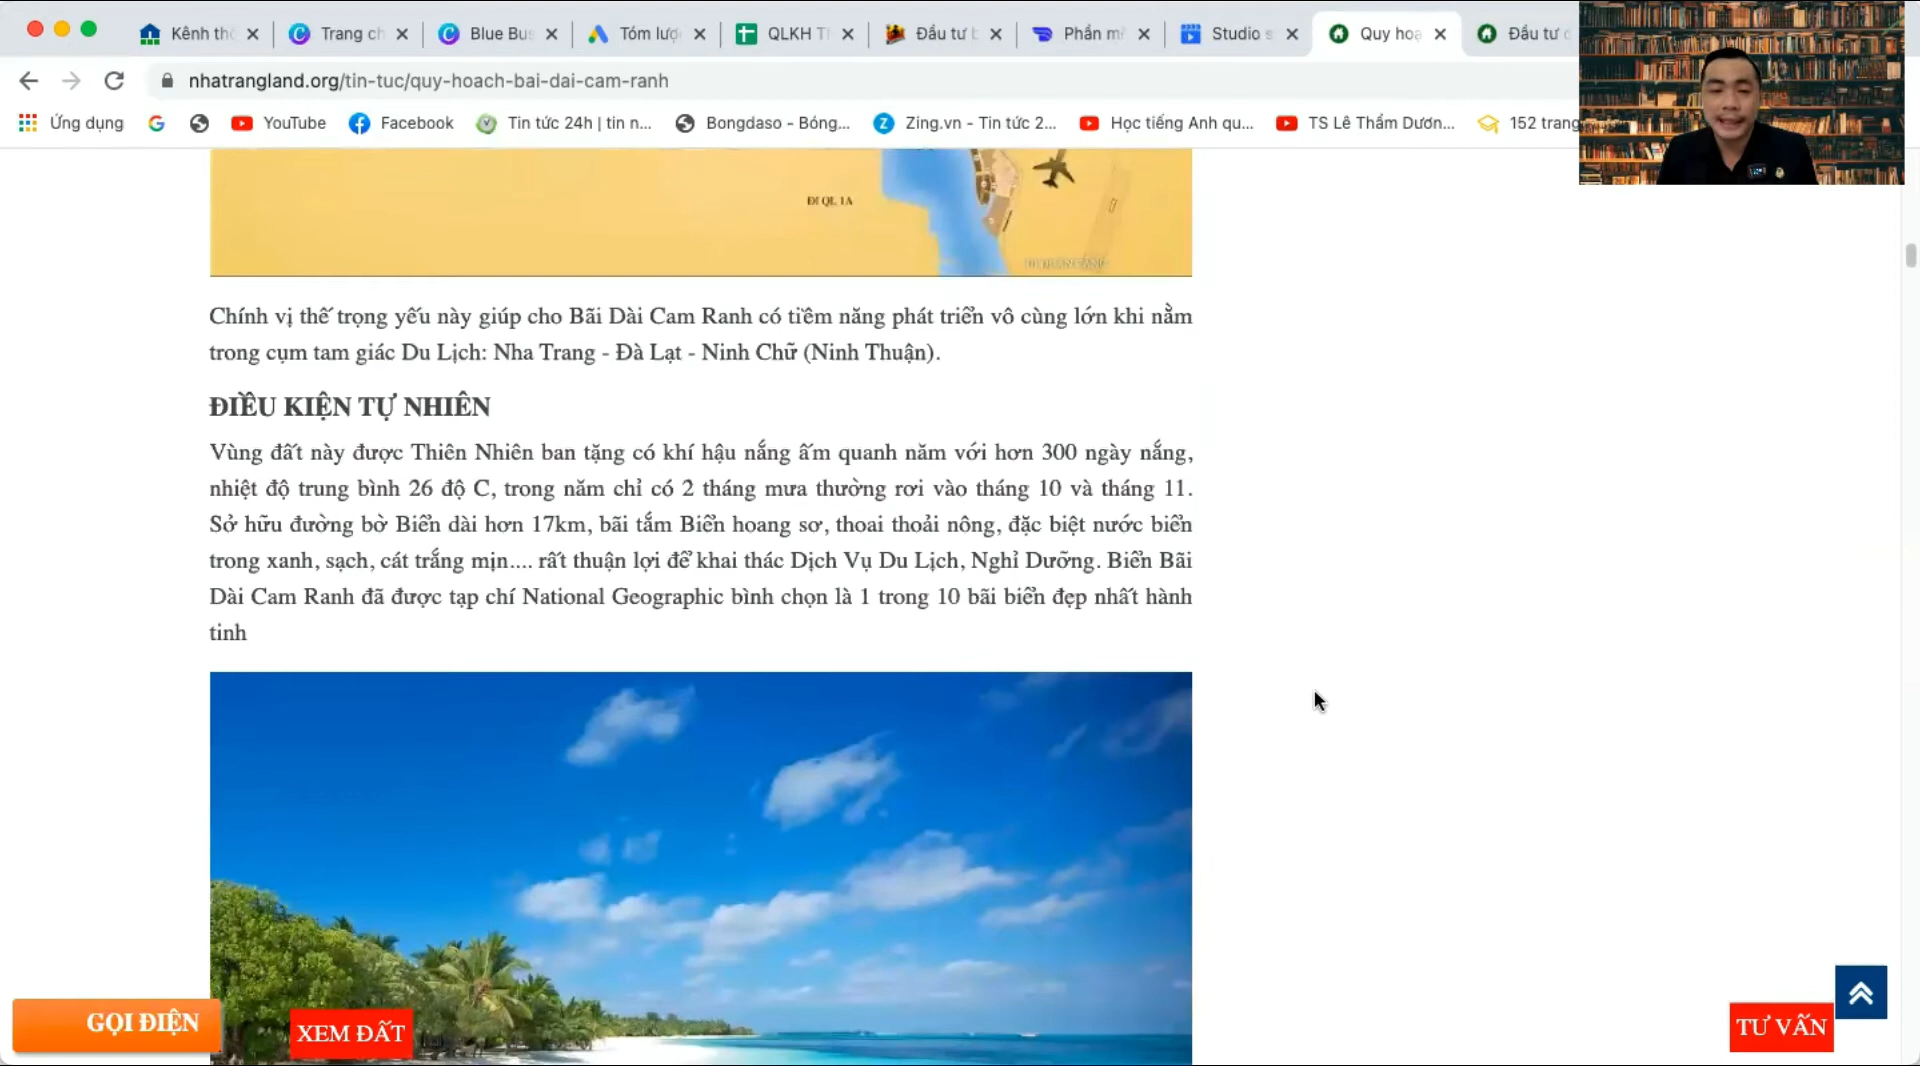 Kênh thô
Trang ch
Blue Bus
Tóm lượ
QLKH TH
Đầu tư b
Phần mề
Studio s
Quy hoạ
Đầu tư đ
nhatrangland.org/tin-tuc/quy-hoach-bai-dai-cam-ranh
Ứng dụng
YouTube
Facebook
Tin tức 24h | tin n...
Bongdaso - Bóng...
Zing.vn - Tin tức 2...
Học tiếng Anh qu...
TS Lê Thẩm Dươn...
152 trang
ĐI QL 1A
Chính vị thế trọng yếu này giúp cho Bãi Dài Cam Ranh có tiềm năng phát triển vô cùng lớn khi nằm
trong cụm tam giác Du Lịch: Nha Trang - Đà Lạt - Ninh Chữ (Ninh Thuận).
ĐIỀU KIỆN TỰ NHIÊN
Vùng đất này được Thiên Nhiên ban tặng có khí hậu nắng ấm quanh năm với hơn 300 ngày nắng,
nhiệt độ trung bình 26 độ C, trong năm chỉ có 2 tháng mưa thường rơi vào tháng 10 và tháng 11.
Sở hữu đường bờ Biển dài hơn 17km, bãi tắm Biển hoang sơ, thoai thoải nông, đặc biệt nước biển
trong xanh, sạch, cát trắng mịn.... rất thuận lợi để khai thác Dịch Vụ Du Lịch, Nghỉ Dưỡng. Biển Bãi
Dài Cam Ranh đã được tạp chí National Geographic bình chọn là 1 trong 10 bãi biển đẹp nhất hành
tinh
GỌI ĐIỆN
XEM ĐẤT
TƯ VẤN